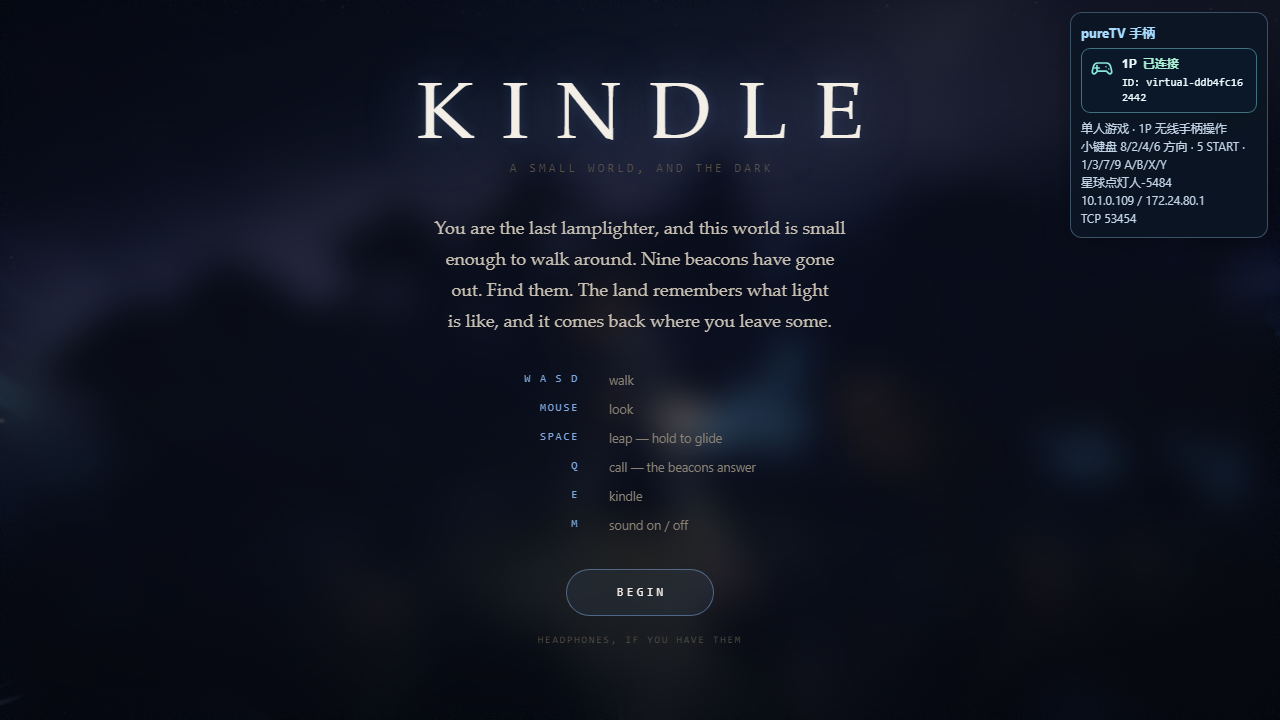 KINDLE
A SMALL WORLD, AND THE DARK
You are the last lamplighter, and this world is small
enough to walk around. Nine beacons have gone
out. Find them. The land remembers what light
is like, and it comes back where you leave some.
W A S D walk
MOUSE look
SPACE leap — hold to glide
Q call — the beacons answer
E kindle
M sound on / off
BEGIN
HEADPHONES, IF YOU HAVE THEM
pureTV 手柄
1P 已连接
ID: virtual-ddb4fc16
2442
单人游戏 · 1P 无线手柄操作
小键盘 8/2/4/6 方向 · 5 START ·
1/3/7/9 A/B/X/Y
星球点灯人-5484
10.1.0.109 / 172.24.80.1
TCP 53454